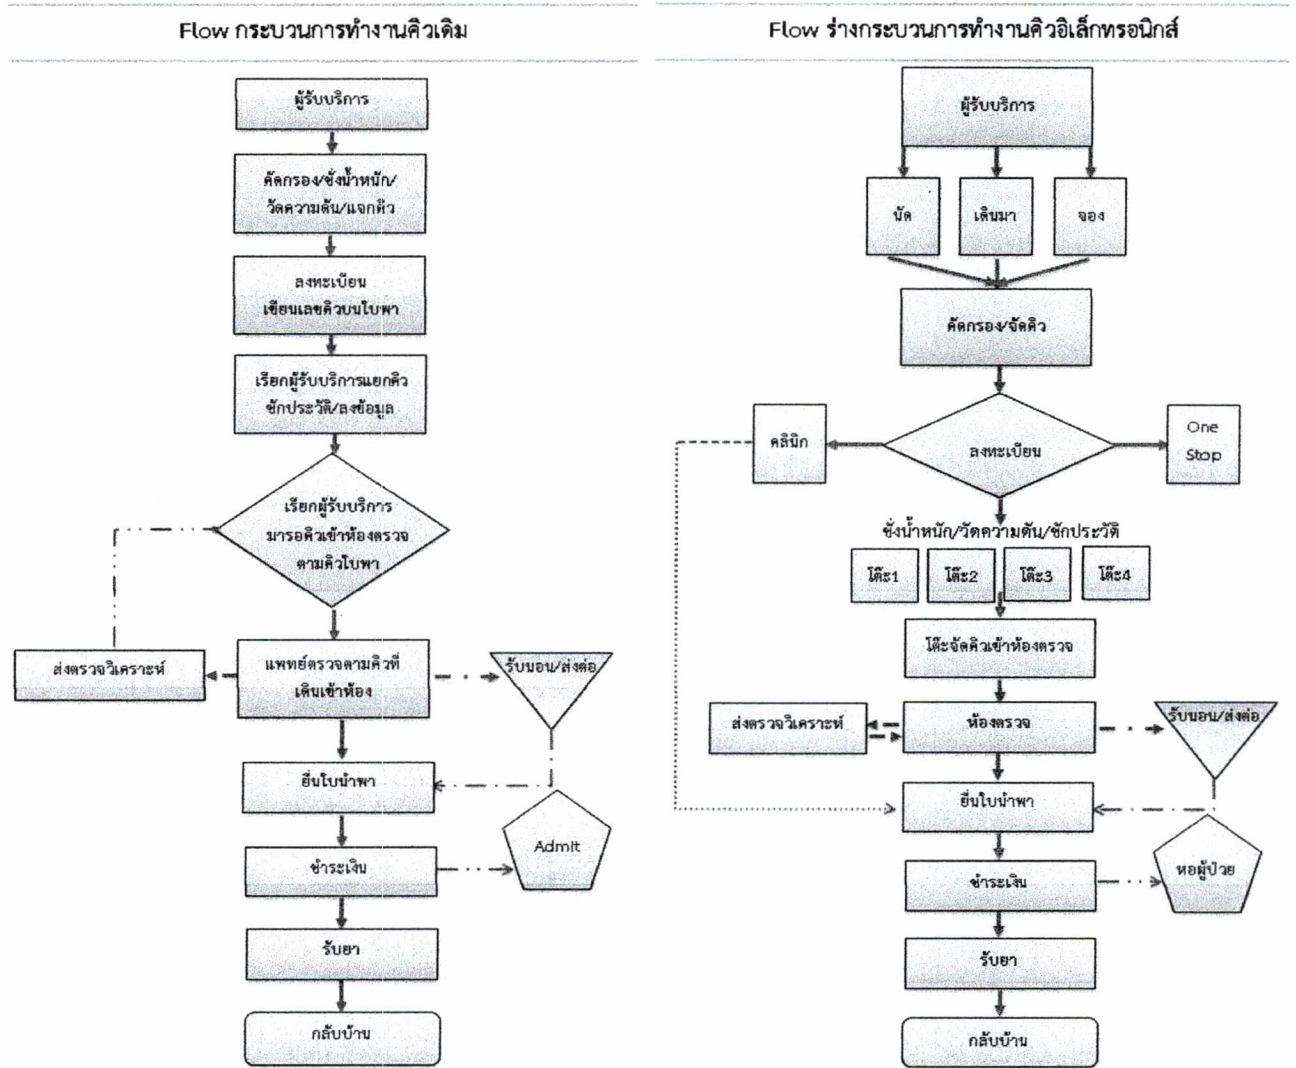 Flow กระบวนการทำงานคิวเดิม
ผู้รับบริการ
คัดกรอง/ชั่งน้ำหนัก/
วัดความดัน/แจกคิว
ลงทะเบียน
เขียนเลขคิวบนใบพา
เรียกผู้รับบริการแยกคิว
ซักประวัติ/ลงข้อมูล
เรียกผู้รับบริการ
มารอคิวเข้าห้องตรวจ
ตามคิวใบพา
ส่งตรวจวิเคราะห์
แพทย์ตรวจตามคิวที่
เดินเข้าห้อง
รับนอน/ส่งต่อ
ยื่นใบนำพา
Admit
ชำระเงิน
รับยา
กลับบ้าน
Flow ร่างกระบวนการทำงานคิวอิเล็กทรอนิกส์
ผู้รับบริการ
นัด
เดินมา
จอง
คัดกรอง/จัดคิว
คลินิก
ลงทะเบียน
One
Stop
ชั่งน้ำหนัก/วัดความดัน/ซักประวัติ
โต๊ะ1
โต๊ะ2
โต๊ะ3
โต๊ะ4
โต๊ะจัดคิวเข้าห้องตรวจ
ส่งตรวจวิเคราะห์
ห้องตรวจ
รับนอน/ส่งต่อ
ยื่นใบนำพา
ชำระเงิน
หอผู้ป่วย
รับยา
กลับบ้าน